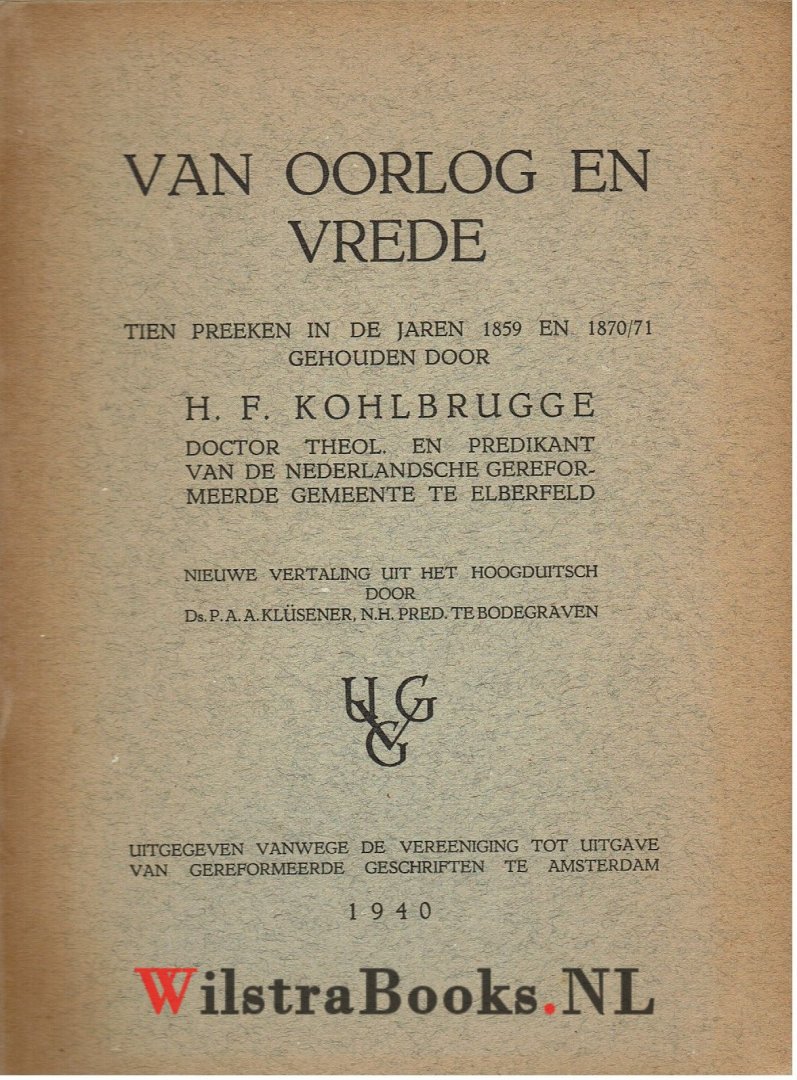 VAN OORLOG EN
VREDE
TIEN PREEKEN IN DE JAREN 1859 EN 1870/71
GEHOUDEN DOOR
H. F. KOHLBRUGGE
DOCTOR THEOL. EN PREDIKANT
VAN DE NEDERLANDSCHE GEREFOR-
MEERDE GEMEENTE TE ELBERFELD
NIEUWE VERTALING UIT HET HOOGDUITSCH
DOOR
Ds. P. A. A. KLÜSENER, N.H. PRED. TE BODEGRAVEN
UVGG
UITGEGEVEN VANWEGE DE VEREENIGING TOT UITGAVE
VAN GEREFORMEERDE GESCHRIFTEN TE AMSTERDAM
1940
WilstraBooks.NL